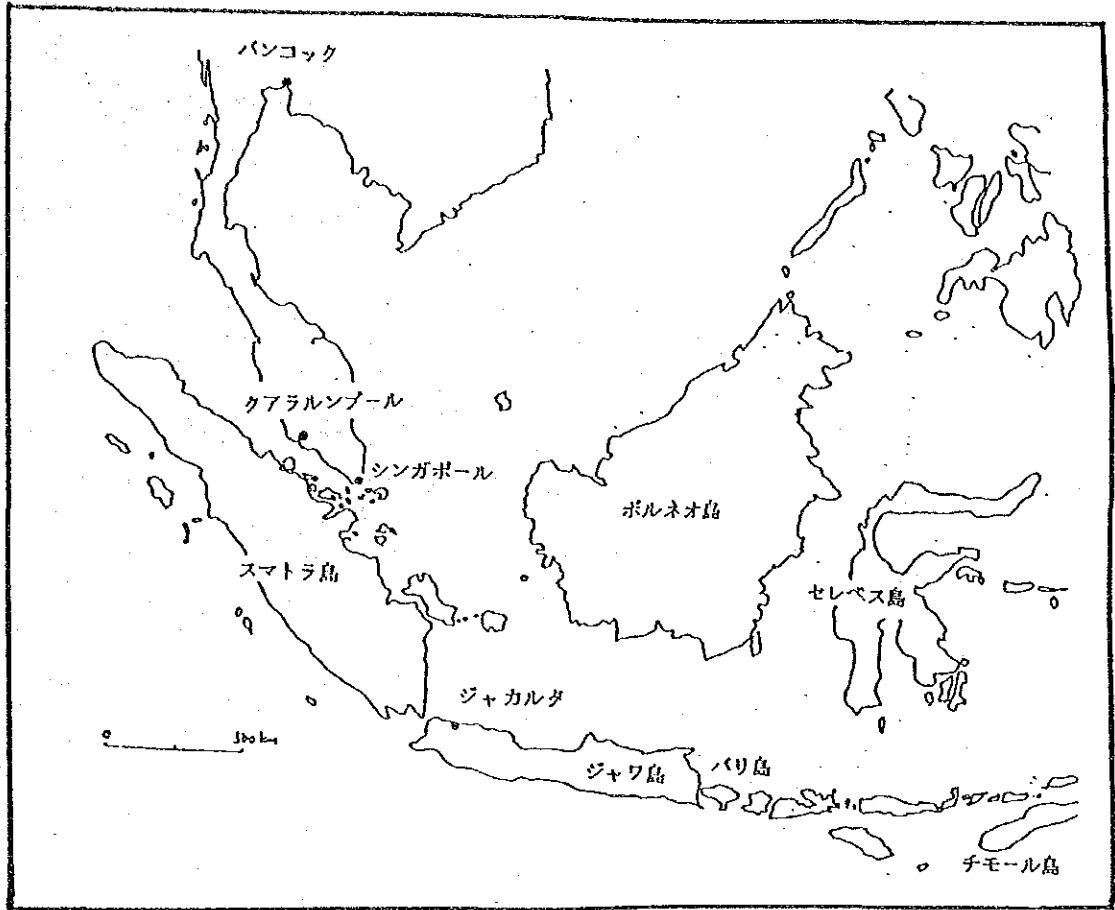 バンコック
クアラルンプール
シンガポール
ボルネオ島
スマトラ島
セレベス島
ジャカルタ
0 500km
ジャワ島
バリ島
チモール島